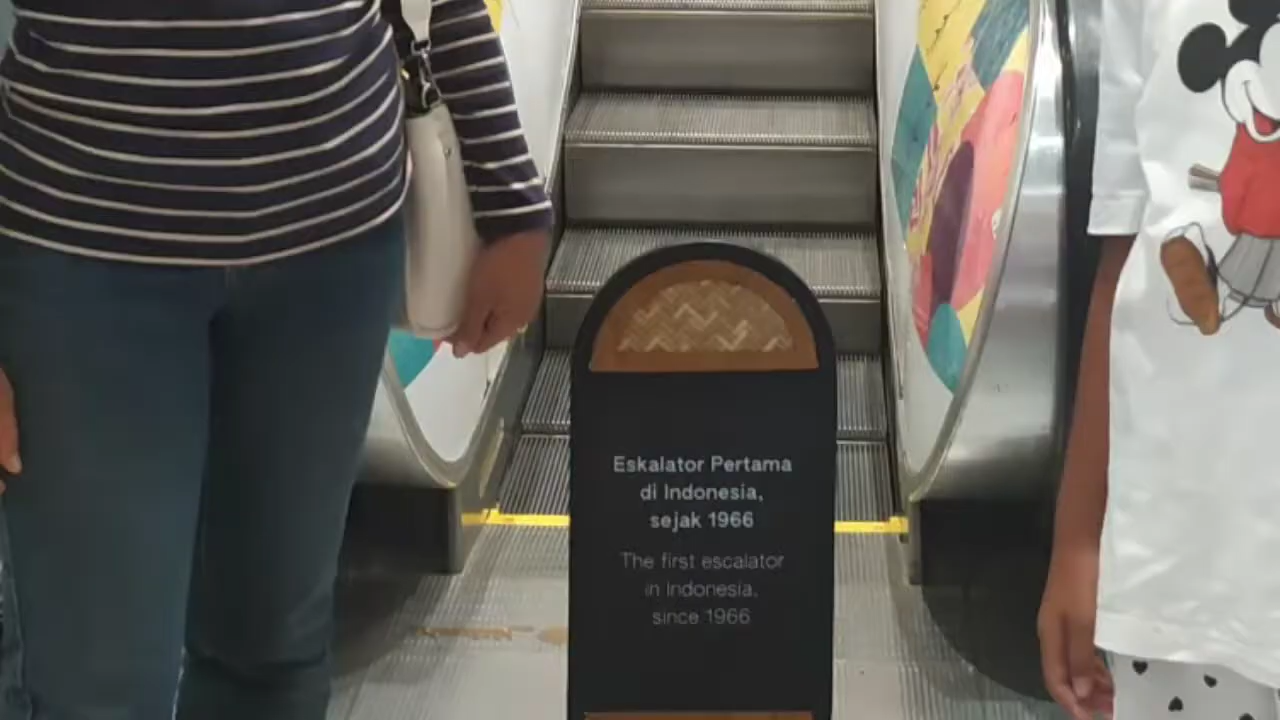 Eskalator Pertama
di Indonesia,
sejak 1966
The first escalator
in Indonesia,
since 1966